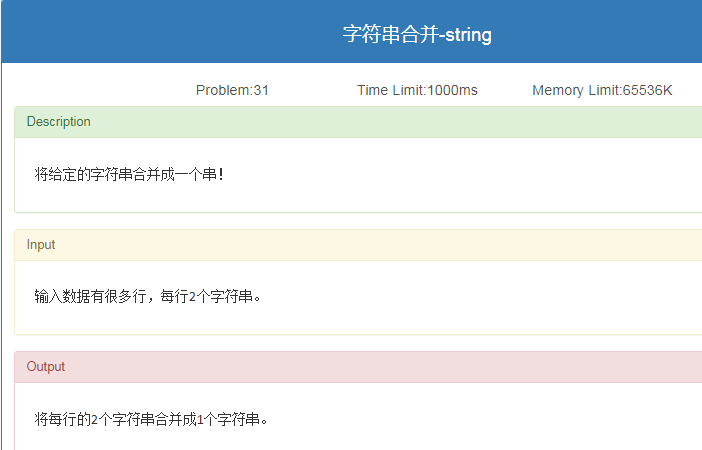 字符串合并-string
Problem:31 Time Limit:1000ms Memory Limit:65536K
Description
将给定的字符串合并成一个串!
Input
输入数据有很多行，每行2个字符串。
Output
将每行的2个字符串合并成1个字符串。